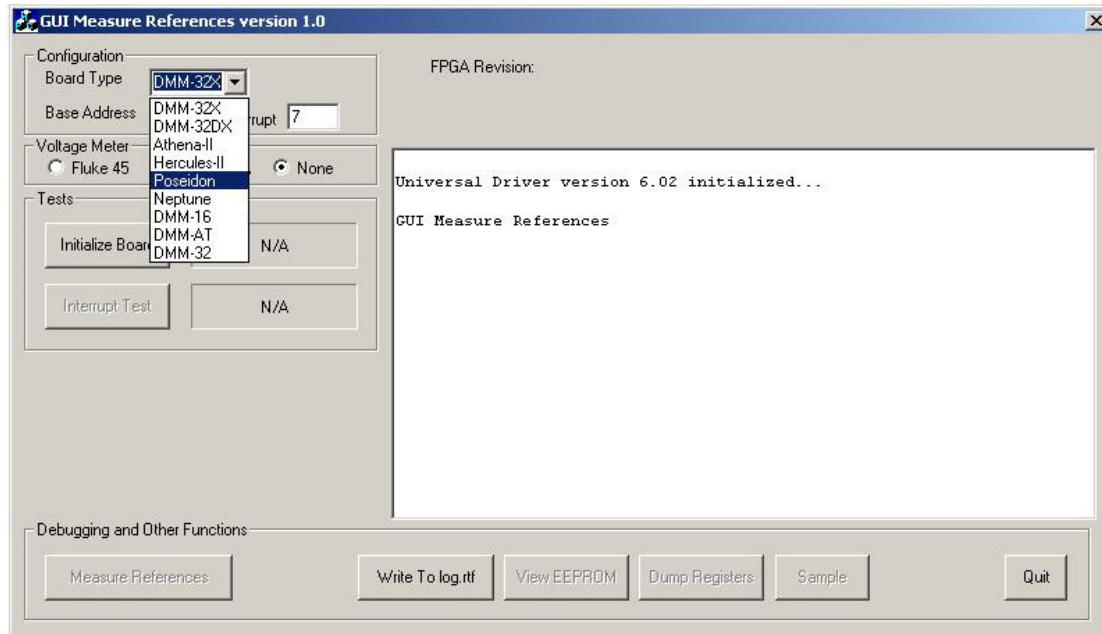 GUI Measure References version 1.0
Configuration
Board Type DMM-32X
Base Address 7
DMM-32X
DMM-32DX
Athena-II
Hercules-II
Poseidon
Neptune
DMM-16
DMM-AT
DMM-32
FPGA Revision:
Voltage Meter
Fluke 45 None
Tests
Initialize Board N/A
Interrupt Test N/A
Universal Driver version 6.02 initialized...
GUI Measure References
Debugging and Other Functions
Measure References Write To log.rtf View EEPROM Dump Registers Sample Quit